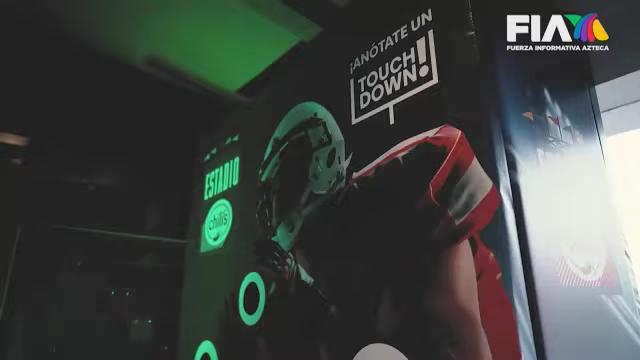 FIA
FUERZA INFORMATIVA AZTECA
¡ANÓTATE UN
TOUCH
DOWN!
ESTADIO
chili's